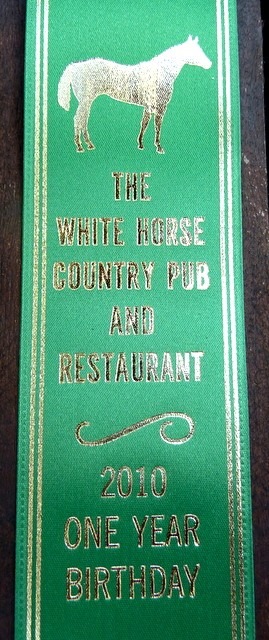 THE
WHITE HORSE
COUNTRY PUB
AND
RESTAURANT
2010
ONE YEAR
BIRTHDAY